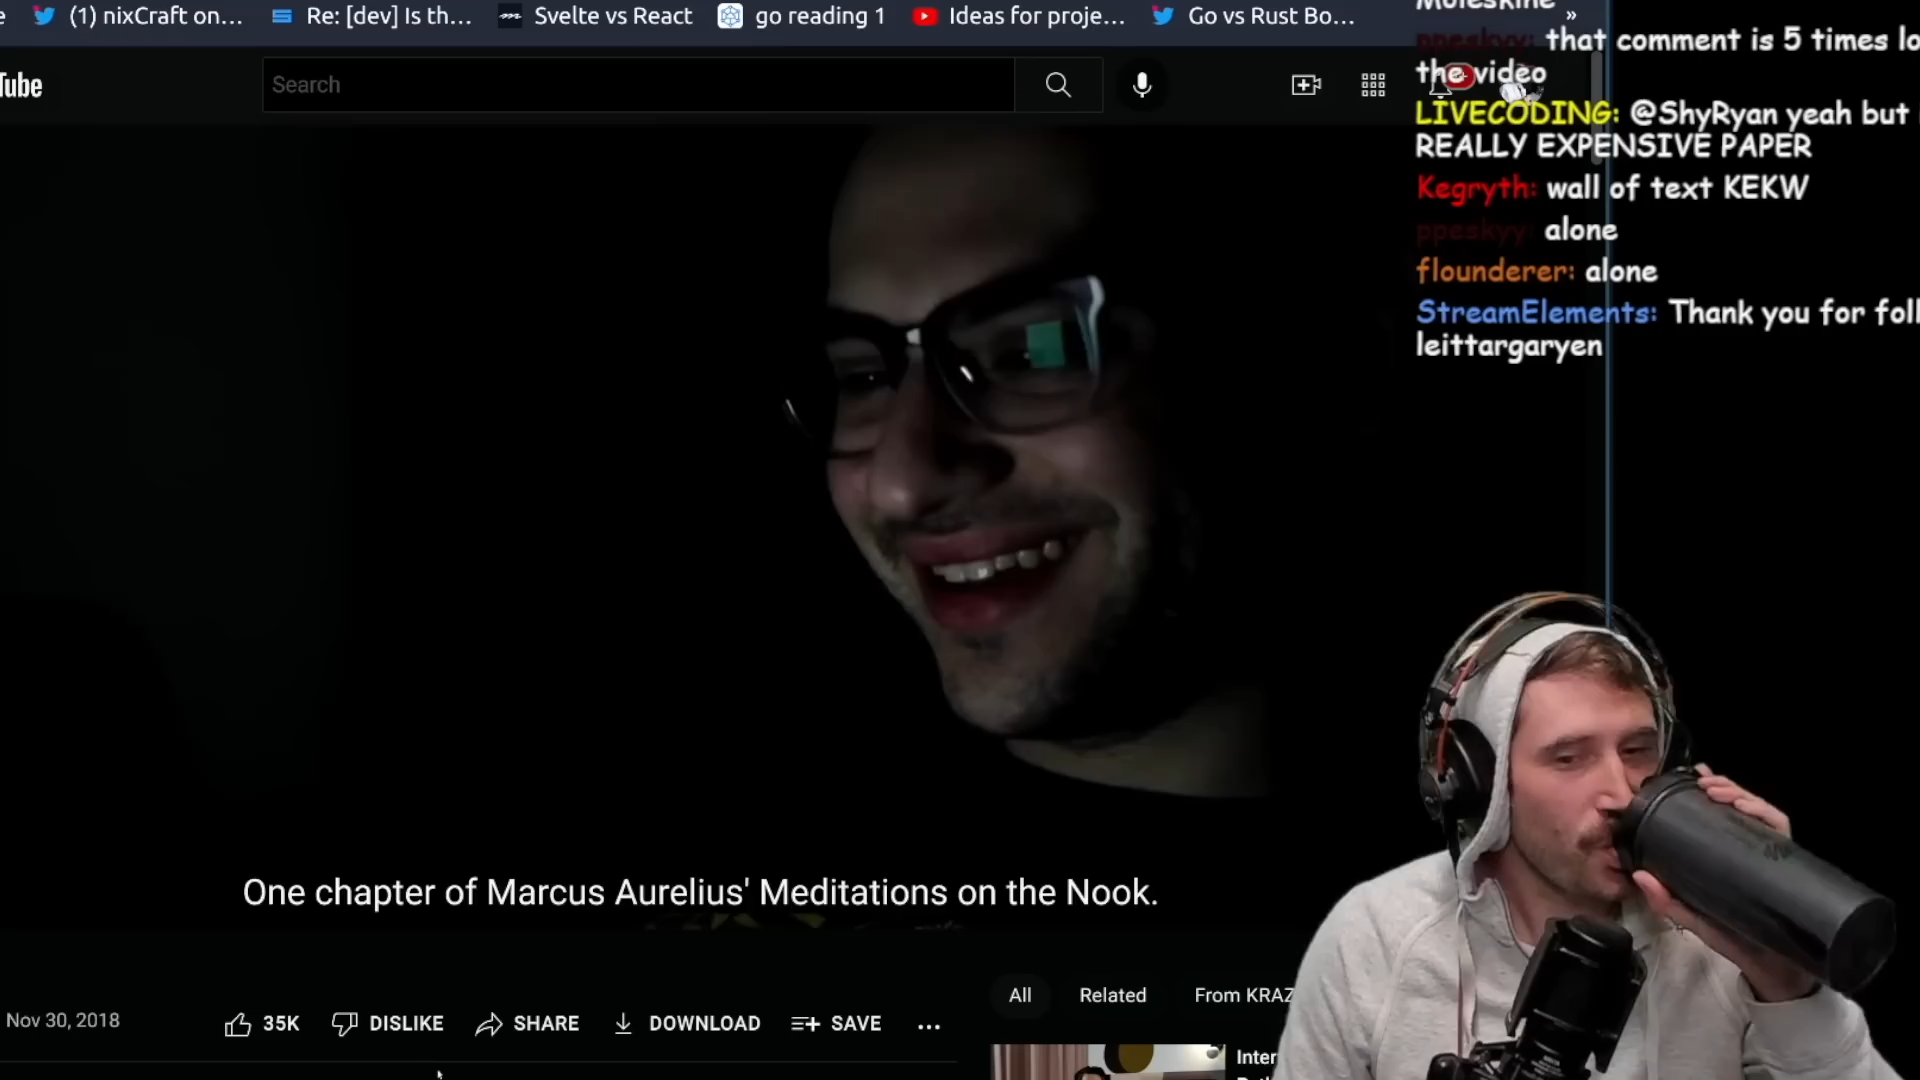 (1) nixCraft on...
Re: [dev] Is th...
Svelte vs React
go reading 1
Ideas for proje...
Go vs Rust Bo...
»
Tube
Search
Moleskine
ppeskyy: that comment is 5 times lo
the video
LIVECODING: @ShyRyan yeah but
REALLY EXPENSIVE PAPER
Kegryth: wall of text KEKW
ppeskyy: alone
flounderer: alone
StreamElements: Thank you for foll
leittargaryen
One chapter of Marcus Aurelius' Meditations on the Nook.
Nov 30, 2018
35K
DISLIKE
SHARE
DOWNLOAD
SAVE
...
All
Related
From KRAZ
Inter